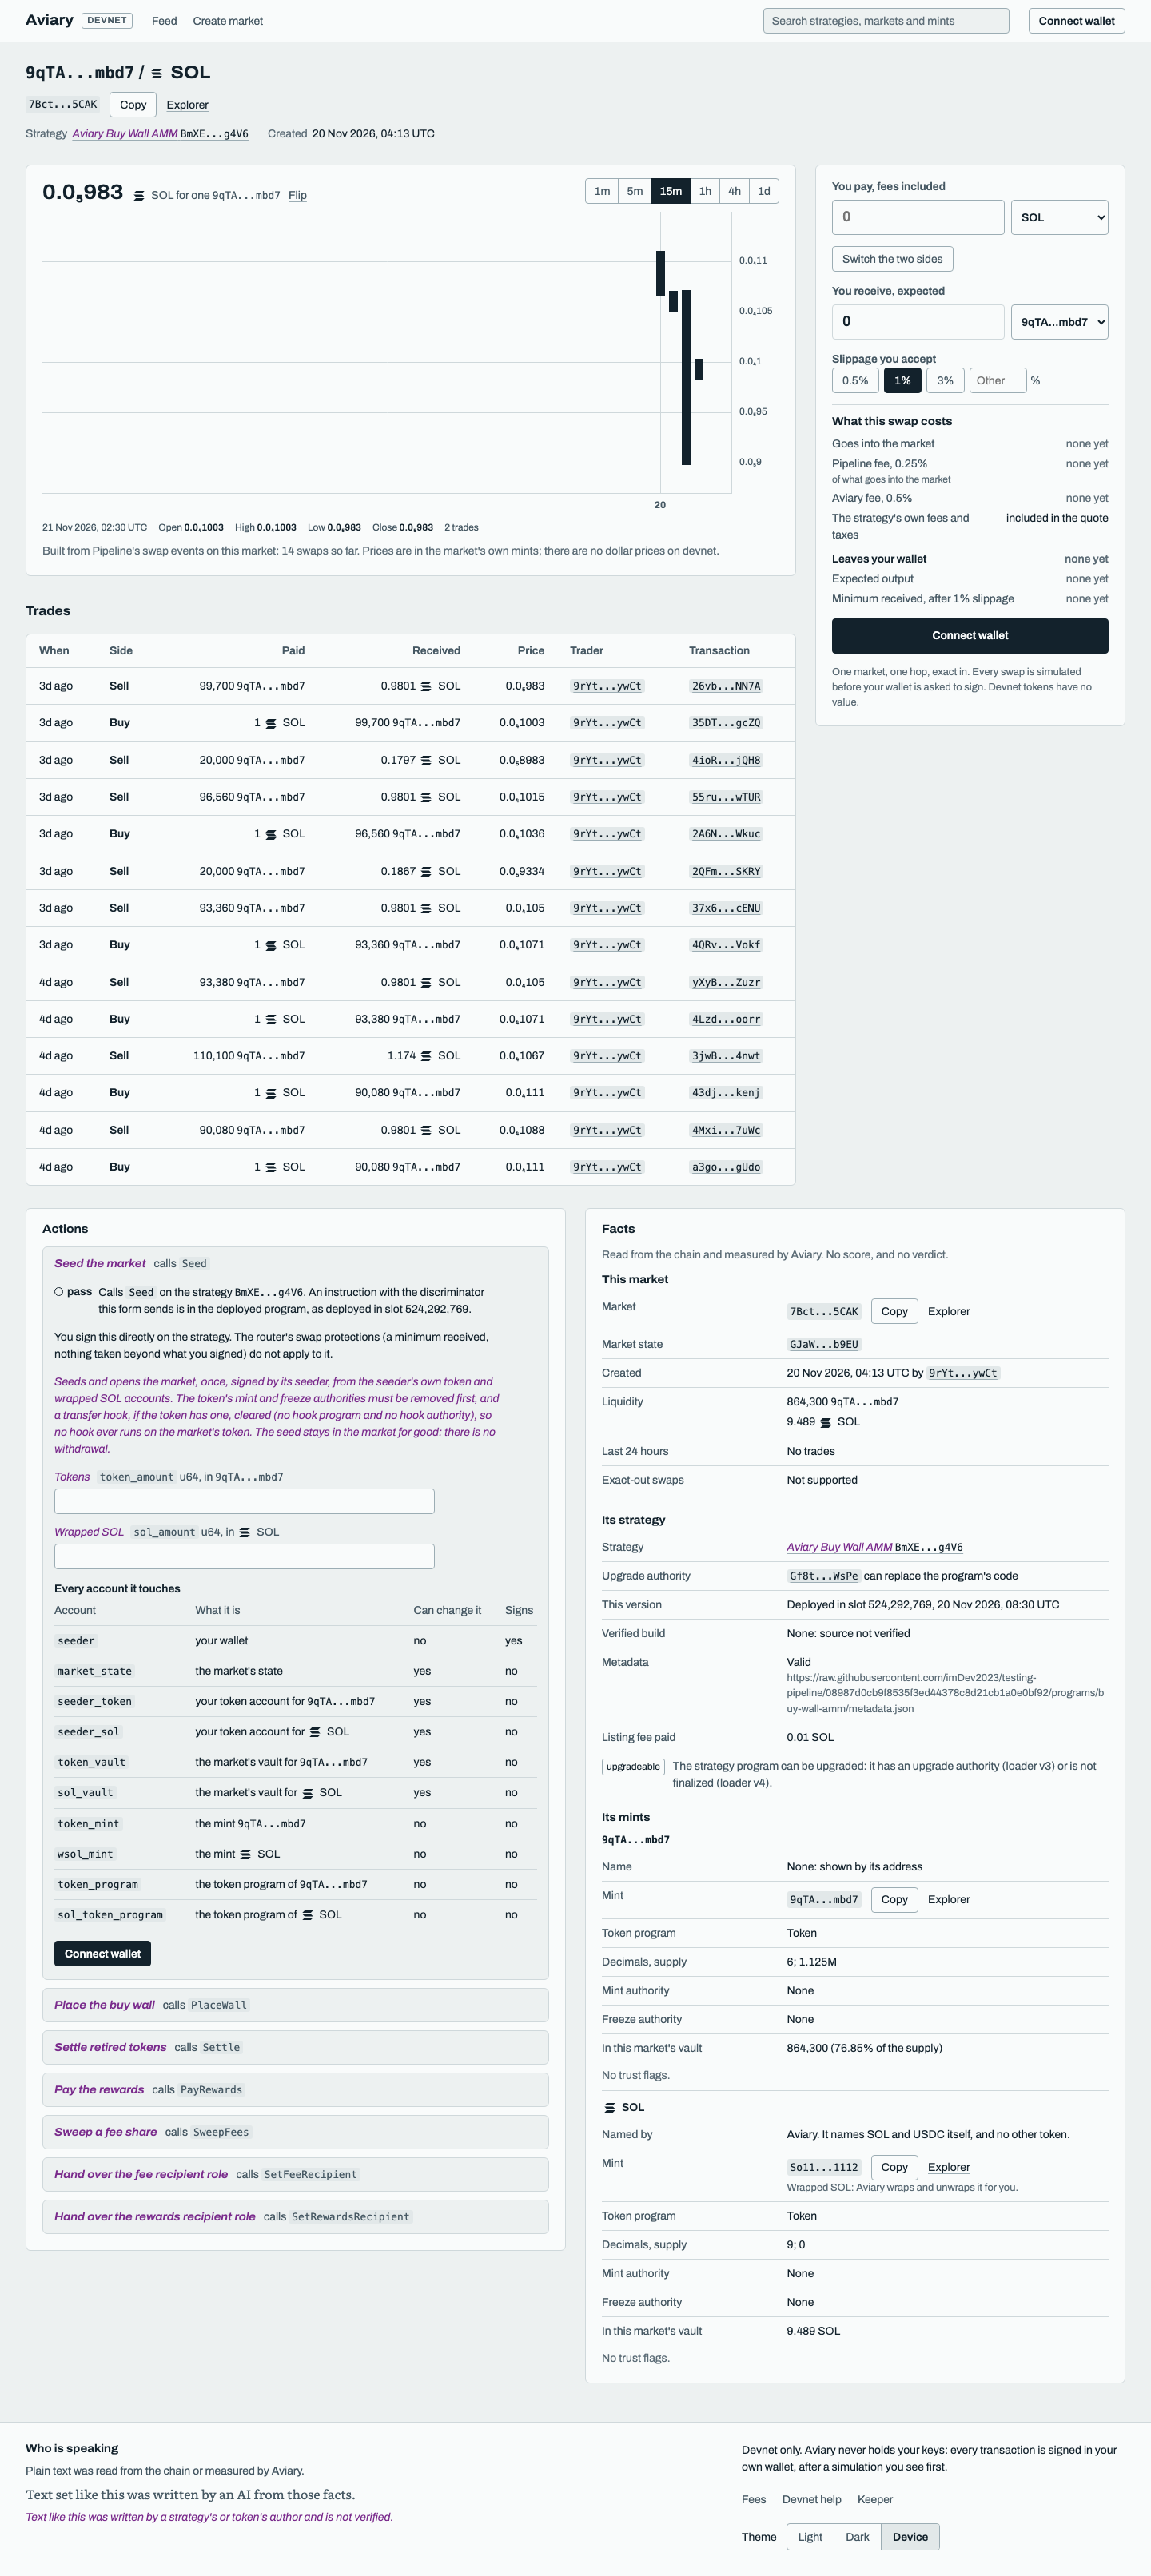 Aviary DEVNET Feed Create market Search strategies, markets and mints Connect wallet
9qTA...mbd7 / SOL
7Bct...5CAK Copy Explorer
Strategy Aviary Buy Wall AMM BmXE...g4V6 Created 20 Nov 2026, 04:13 UTC
0.0₅983 SOL for one 9qTA...mbd7 Flip
1m 5m 15m 1h 4h 1d
0.0₄11
0.0₄105
0.0₄1
0.0₅95
0.0₅9
20
21 Nov 2026, 02:30 UTC Open 0.0₄1003 High 0.0₄1003 Low 0.0₅983 Close 0.0₅983 2 trades
Built from Pipeline's swap events on this market: 14 swaps so far. Prices are in the market's own mints; there are no dollar prices on devnet.
You pay, fees included
0 SOL
Switch the two sides
You receive, expected
0 9qTA...mbd7
Slippage you accept
0.5% 1% 3% Other %
What this swap costs
Goes into the market none yet
Pipeline fee, 0.25% none yet
of what goes into the market
Aviary fee, 0.5% none yet
The strategy's own fees and taxes included in the quote
Leaves your wallet none yet
Expected output none yet
Minimum received, after 1% slippage none yet
Connect wallet
One market, one hop, exact in. Every swap is simulated
before your wallet is asked to sign. Devnet tokens have no
value.
Trades
When Side Paid Received Price Trader Transaction
3d ago Sell 99,700 9qTA...mbd7 0.9801 SOL 0.0₅983 9rYt...ywCt 26vb...NN7A
3d ago Buy 1 SOL 99,700 9qTA...mbd7 0.0₄1003 9rYt...ywCt 35DT...gcZQ
3d ago Sell 20,000 9qTA...mbd7 0.1797 SOL 0.0₅8983 9rYt...ywCt 4ioR...jQH8
3d ago Sell 96,560 9qTA...mbd7 0.9801 SOL 0.0₄1015 9rYt...ywCt 55ru...wTUR
3d ago Buy 1 SOL 96,560 9qTA...mbd7 0.0₄1036 9rYt...ywCt 2A6N...Wkuc
3d ago Sell 20,000 9qTA...mbd7 0.1867 SOL 0.0₅9334 9rYt...ywCt 2QFm...SKRY
3d ago Sell 93,360 9qTA...mbd7 0.9801 SOL 0.0₄105 9rYt...ywCt 37x6...cENU
3d ago Buy 1 SOL 93,360 9qTA...mbd7 0.0₄1071 9rYt...ywCt 4QRv...Vokf
4d ago Sell 93,380 9qTA...mbd7 0.9801 SOL 0.0₄105 9rYt...ywCt yXyB...Zuzr
4d ago Buy 1 SOL 93,380 9qTA...mbd7 0.0₄1071 9rYt...ywCt 4Lzd...oorr
4d ago Sell 110,100 9qTA...mbd7 1.174 SOL 0.0₄1067 9rYt...ywCt 3jwB...4nwt
4d ago Buy 1 SOL 90,080 9qTA...mbd7 0.0₄111 9rYt...ywCt 43dj...kenj
4d ago Sell 90,080 9qTA...mbd7 0.9801 SOL 0.0₄1088 9rYt...ywCt 4Mxi...7uWc
4d ago Buy 1 SOL 90,080 9qTA...mbd7 0.0₄111 9rYt...ywCt a3go...gUdo
Actions
Seed the market calls Seed
pass Calls Seed on the strategy BmXE...g4V6. An instruction with the discriminator
this form sends is in the deployed program, as deployed in slot 524,292,769.
You sign this directly on the strategy. The router's swap protections (a minimum received,
nothing taken beyond what you signed) do not apply to it.
Seeds and opens the market, once, signed by its seeder, from the seeder's own token and
wrapped SOL accounts. The token's mint and freeze authorities must be removed first, and
a transfer hook, if the token has one, cleared (no hook program and no hook authority), so
no hook ever runs on the market's token. The seed stays in the market for good: there is no
withdrawal.
Tokens token_amount u64, in 9qTA...mbd7
Wrapped SOL sol_amount u64, in SOL
Every account it touches
Account What it is Can change it Signs
seeder your wallet no yes
market_state the market's state yes no
seeder_token your token account for 9qTA...mbd7 yes no
seeder_sol your token account for SOL yes no
token_vault the market's vault for 9qTA...mbd7 yes no
sol_vault the market's vault for SOL yes no
token_mint the mint 9qTA...mbd7 no no
wsol_mint the mint SOL no no
token_program the token program of 9qTA...mbd7 no no
sol_token_program the token program of SOL no no
Connect wallet
Place the buy wall calls PlaceWall
Settle retired tokens calls Settle
Pay the rewards calls PayRewards
Sweep a fee share calls SweepFees
Hand over the fee recipient role calls SetFeeRecipient
Hand over the rewards recipient role calls SetRewardsRecipient
Facts
Read from the chain and measured by Aviary. No score, and no verdict.
This market
Market 7Bct...5CAK Copy Explorer
Market state GJaW...b9EU
Created 20 Nov 2026, 04:13 UTC by 9rYt...ywCt
Liquidity 864,300 9qTA...mbd7
9.489 SOL
Last 24 hours No trades
Exact-out swaps Not supported
Its strategy
Strategy Aviary Buy Wall AMM BmXE...g4V6
Upgrade authority Gf8t...WsPe can replace the program's code
This version Deployed in slot 524,292,769, 20 Nov 2026, 08:30 UTC
Verified build None: source not verified
Metadata Valid
https://raw.githubusercontent.com/imDev2023/testing-
pipeline/08987d0cb9f8535f3ed44378c8d21cb1a0e0bf92/programs/b
uy-wall-amm/metadata.json
Listing fee paid 0.01 SOL
upgradeable The strategy program can be upgraded: it has an upgrade authority (loader v3) or is not
finalized (loader v4).
Its mints
9qTA...mbd7
Name None: shown by its address
Mint 9qTA...mbd7 Copy Explorer
Token program Token
Decimals, supply 6; 1.125M
Mint authority None
Freeze authority None
In this market's vault 864,300 (76.85% of the supply)
No trust flags.
SOL
Named by Aviary. It names SOL and USDC itself, and no other token.
Mint So11...1112 Copy Explorer
Wrapped SOL: Aviary wraps and unwraps it for you.
Token program Token
Decimals, supply 9; 0
Mint authority None
Freeze authority None
In this market's vault 9.489 SOL
No trust flags.
Who is speaking
Plain text was read from the chain or measured by Aviary.
Text set like this was written by an AI from those facts.
Text like this was written by a strategy's or token's author and is not verified.
Devnet only. Aviary never holds your keys: every transaction is signed in your
own wallet, after a simulation you see first.
Fees Devnet help Keeper
Theme Light Dark Device